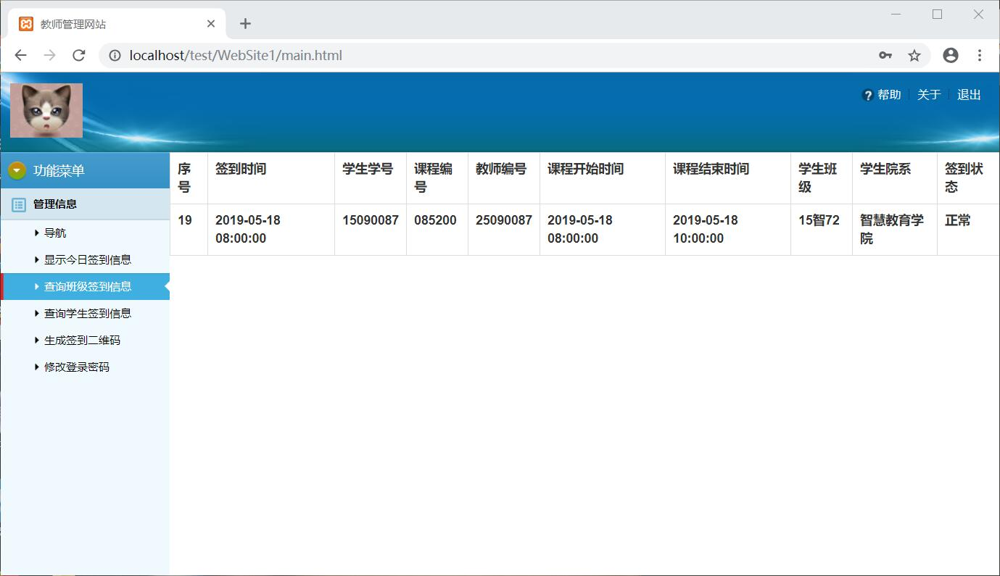 教师管理网站
localhost/test/WebSite1/main.html
帮助 关于 退出
功能菜单
管理信息
导航
显示今日签到信息
查询班级签到信息
查询学生签到信息
生成签到二维码
修改登录密码
序号 签到时间 学生学号 课程编号 教师编号 课程开始时间 课程结束时间 学生班级 学生院系 签到状态
19 2019-05-18 08:00:00 15090087 085200 25090087 2019-05-18 08:00:00 2019-05-18 10:00:00 15智72 智慧教育学院 正常